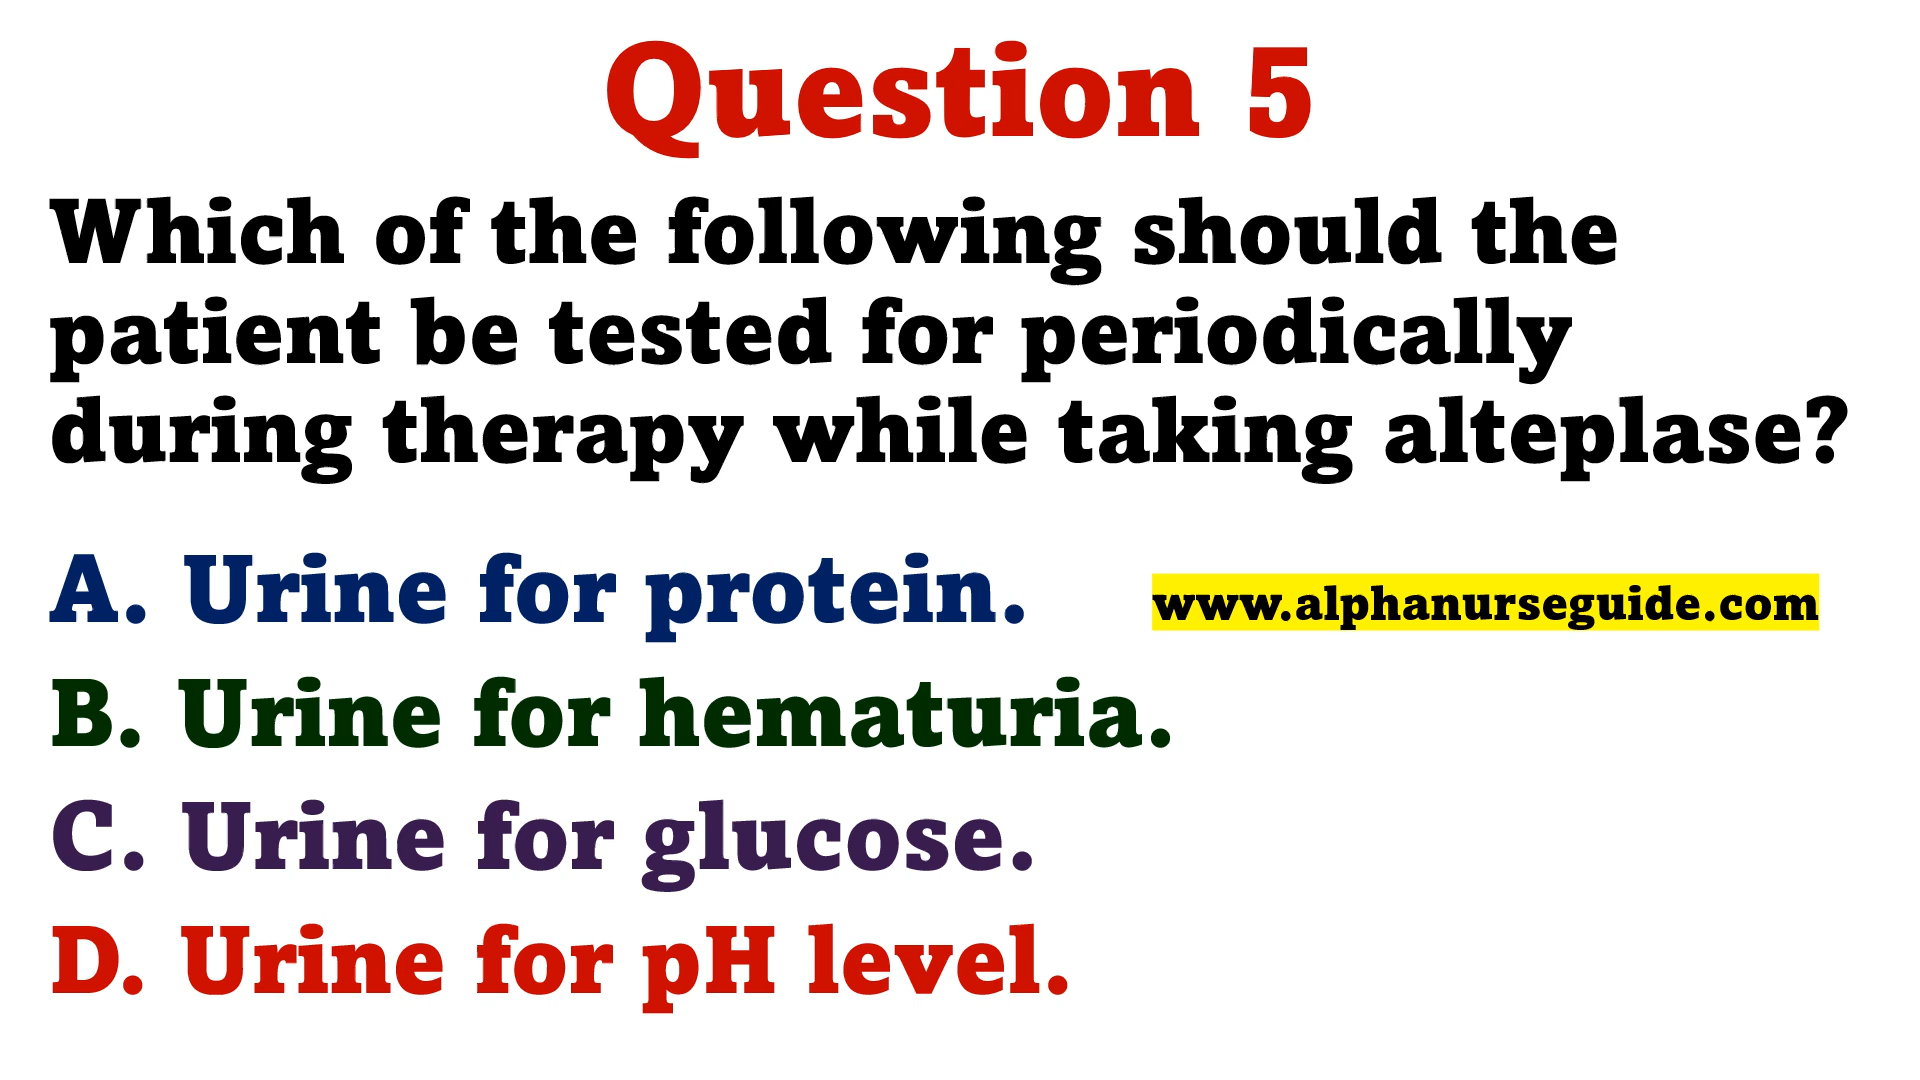 Question 5
Which of the following should the
patient be tested for periodically
during therapy while taking alteplase?
A. Urine for protein.
www.alphanurseguide.com
B. Urine for hematuria.
C. Urine for glucose.
D. Urine for pH level.